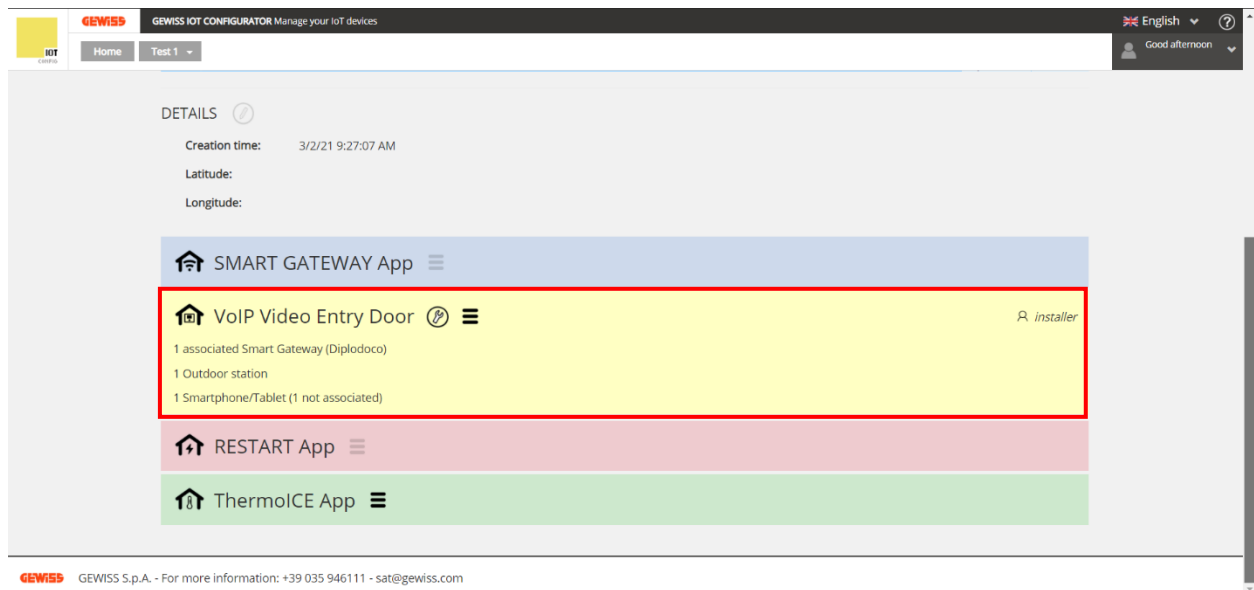 GEWISS GEWISS IOT CONFIGURATOR Manage your IoT devices English ?
IOT
CONFIG
Home Test 1 Good afternoon
DETAILS
Creation time: 3/2/21 9:27:07 AM
Latitude:
Longitude:
SMART GATEWAY App
VoIP Video Entry Door installer
1 associated Smart Gateway (Diplodoco)
1 Outdoor station
1 Smartphone/Tablet (1 not associated)
RESTART App
ThermoICE App
GEWISS GEWISS S.p.A. - For more information: +39 035 946111 - sat@gewiss.com